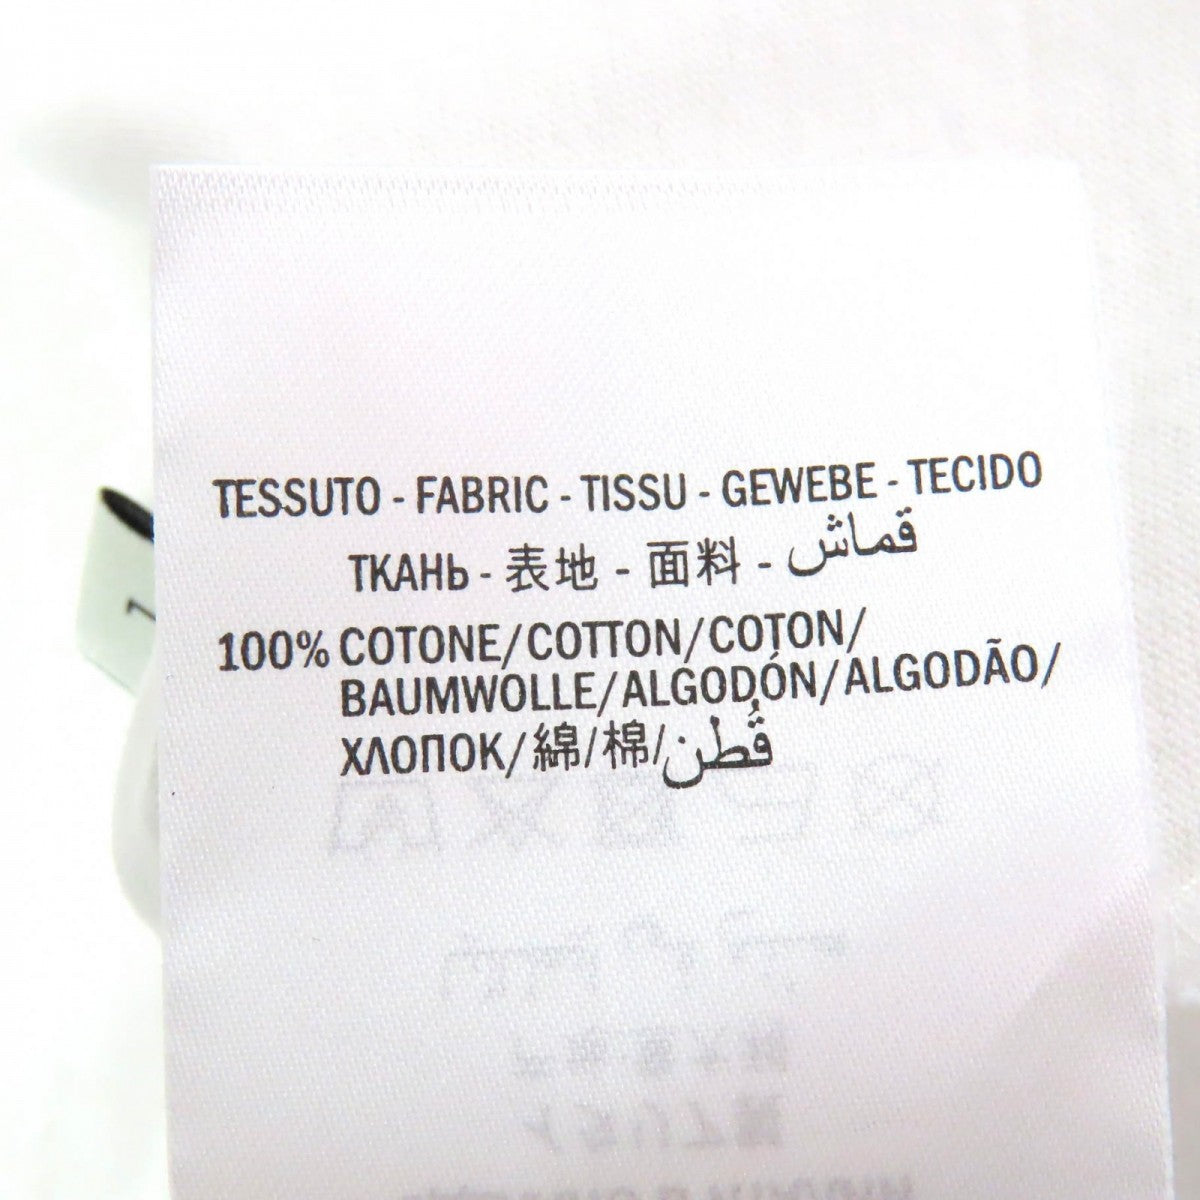 TESSUTO - FABRIC - TISSU - GEWEBE - TECIDO
ТКАНЬ - 表地 - 面料 - قماش
100% COTONE/COTTON/COTON/
BAUMWOLLE/ALGODÓN/ALGODÃO/
ХЛОПОК/綿/棉/قُطن